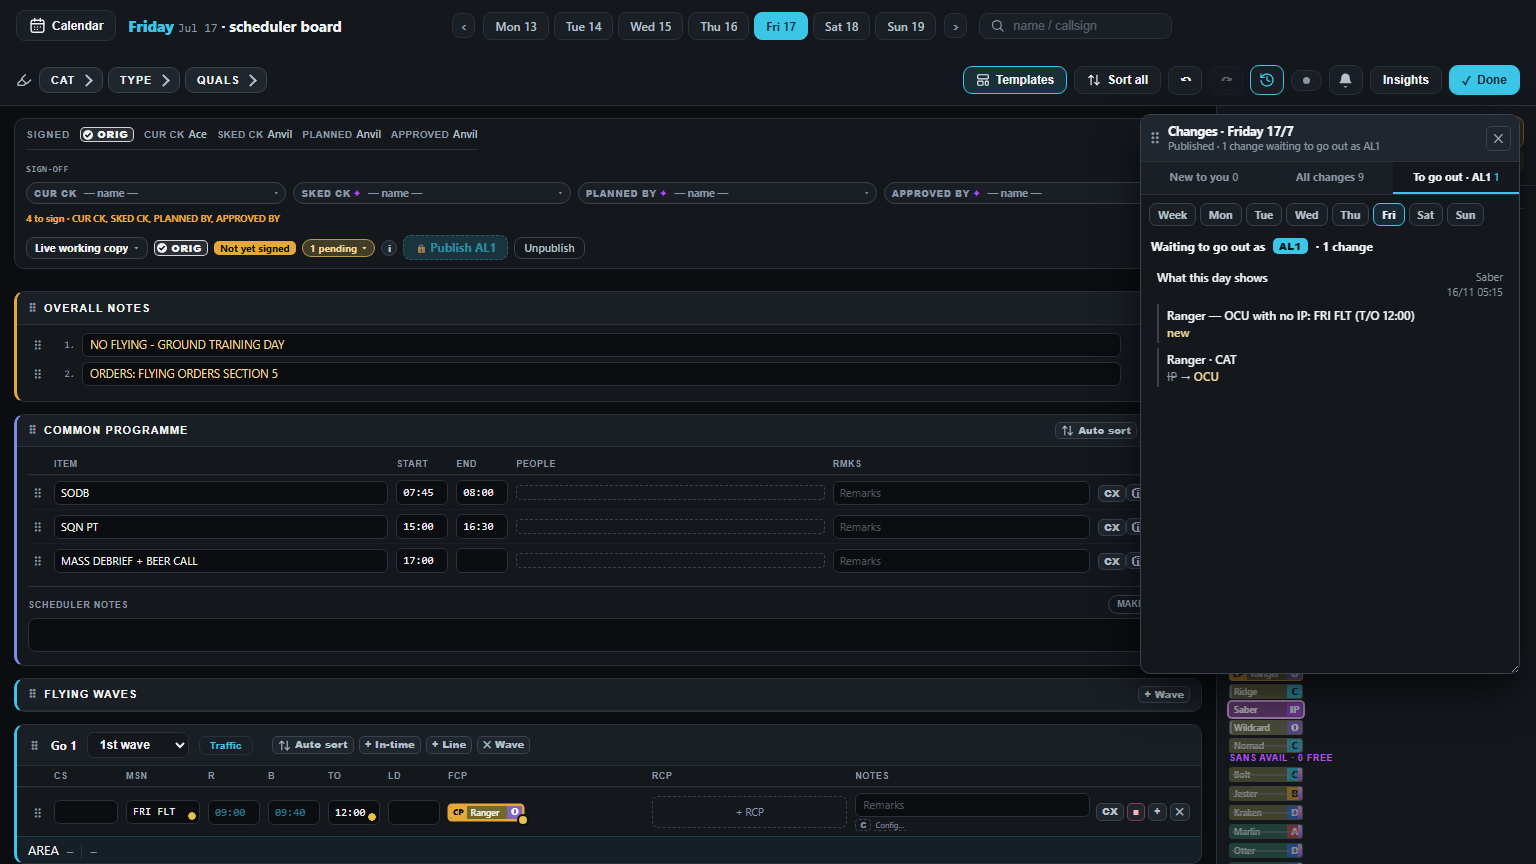 Calendar
Friday Jul 17 · scheduler board
‹ Mon 13 Tue 14 Wed 15 Thu 16 Fri 17 Sat 18 Sun 19 ›
name / callsign
CAT TYPE QUALS
Templates Sort all Insights ✓ Done
SIGNED ORIG CUR CK Ace SKED CK Anvil PLANNED Anvil APPROVED Anvil
SIGN-OFF
CUR CK — name — SKED CK — name — PLANNED BY — name — APPROVED BY — name —
4 to sign · CUR CK, SKED CK, PLANNED BY, APPROVED BY
Live working copy ORIG Not yet signed 1 pending i Publish AL1 Unpublish
OVERALL NOTES
1. NO FLYING - GROUND TRAINING DAY
2. ORDERS: FLYING ORDERS SECTION 5
COMMON PROGRAMME
Auto sort
ITEM START END PEOPLE RMKS
SODB 07:45 08:00 Remarks CX
SQN PT 15:00 16:30 Remarks CX
MASS DEBRIEF + BEER CALL 17:00 Remarks CX
SCHEDULER NOTES
FLYING WAVES
+ Wave
Go 1 1st wave Traffic Auto sort + In-time + Line ✕ Wave
CS MSN R B TO LD FCP RCP NOTES
FRI FLT 09:00 09:40 12:00 CP Ranger O + RCP Remarks CX + ✕
C Config...
AREA – –
Changes · Friday 17/7
Published · 1 change waiting to go out as AL1
New to you 0 All changes 9 To go out · AL1 1
Week Mon Tue Wed Thu Fri Sat Sun
Waiting to go out as AL1 · 1 change
What this day shows Saber
16/11 05:15
Ranger — OCU with no IP: FRI FLT (T/O 12:00)
new
Ranger · CAT
IP → OCU
Ridge C
Saber IP
Wildcard O
Nomad C
SANS AVAIL · 0 FREE
Bolt C
Jester B
Kraken D
Marlin A
Otter D